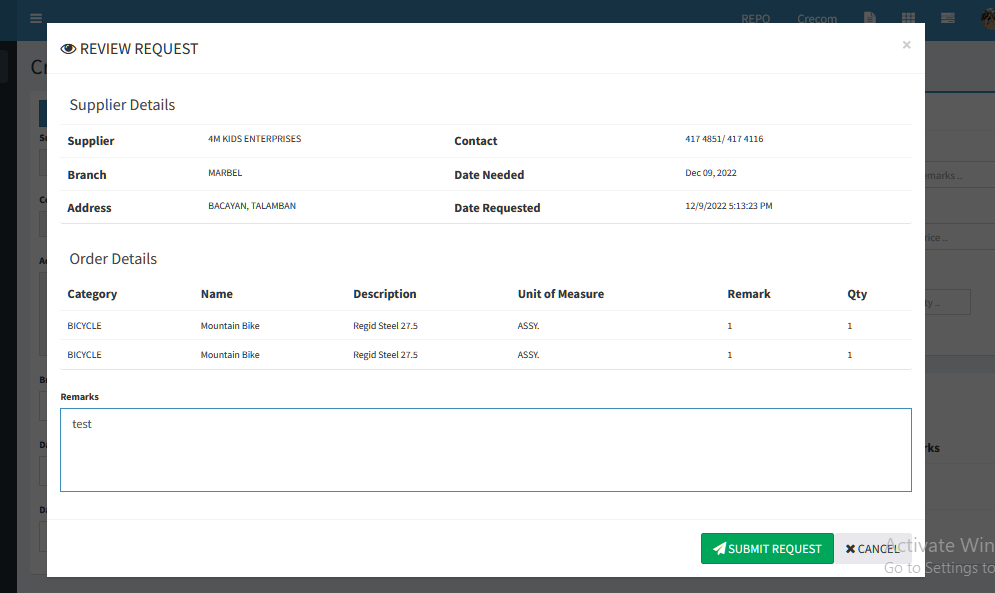 REPO Crecom
REVIEW REQUEST ×
Cr
Supplier Details
Supplier 4M KIDS ENTERPRISES Contact 417 4851/ 417 4116
Branch MARBEL Date Needed Dec 09, 2022
Address BACAYAN, TALAMBAN Date Requested 12/9/2022 5:13:23 PM
Order Details
Category Name Description Unit of Measure Remark Qty
BICYCLE Mountain Bike Regid Steel 27.5 ASSY. 1 1
BICYCLE Mountain Bike Regid Steel 27.5 ASSY. 1 1
Remarks
test
SUBMIT REQUEST CANCEL
Activate Win
Go to Settings to